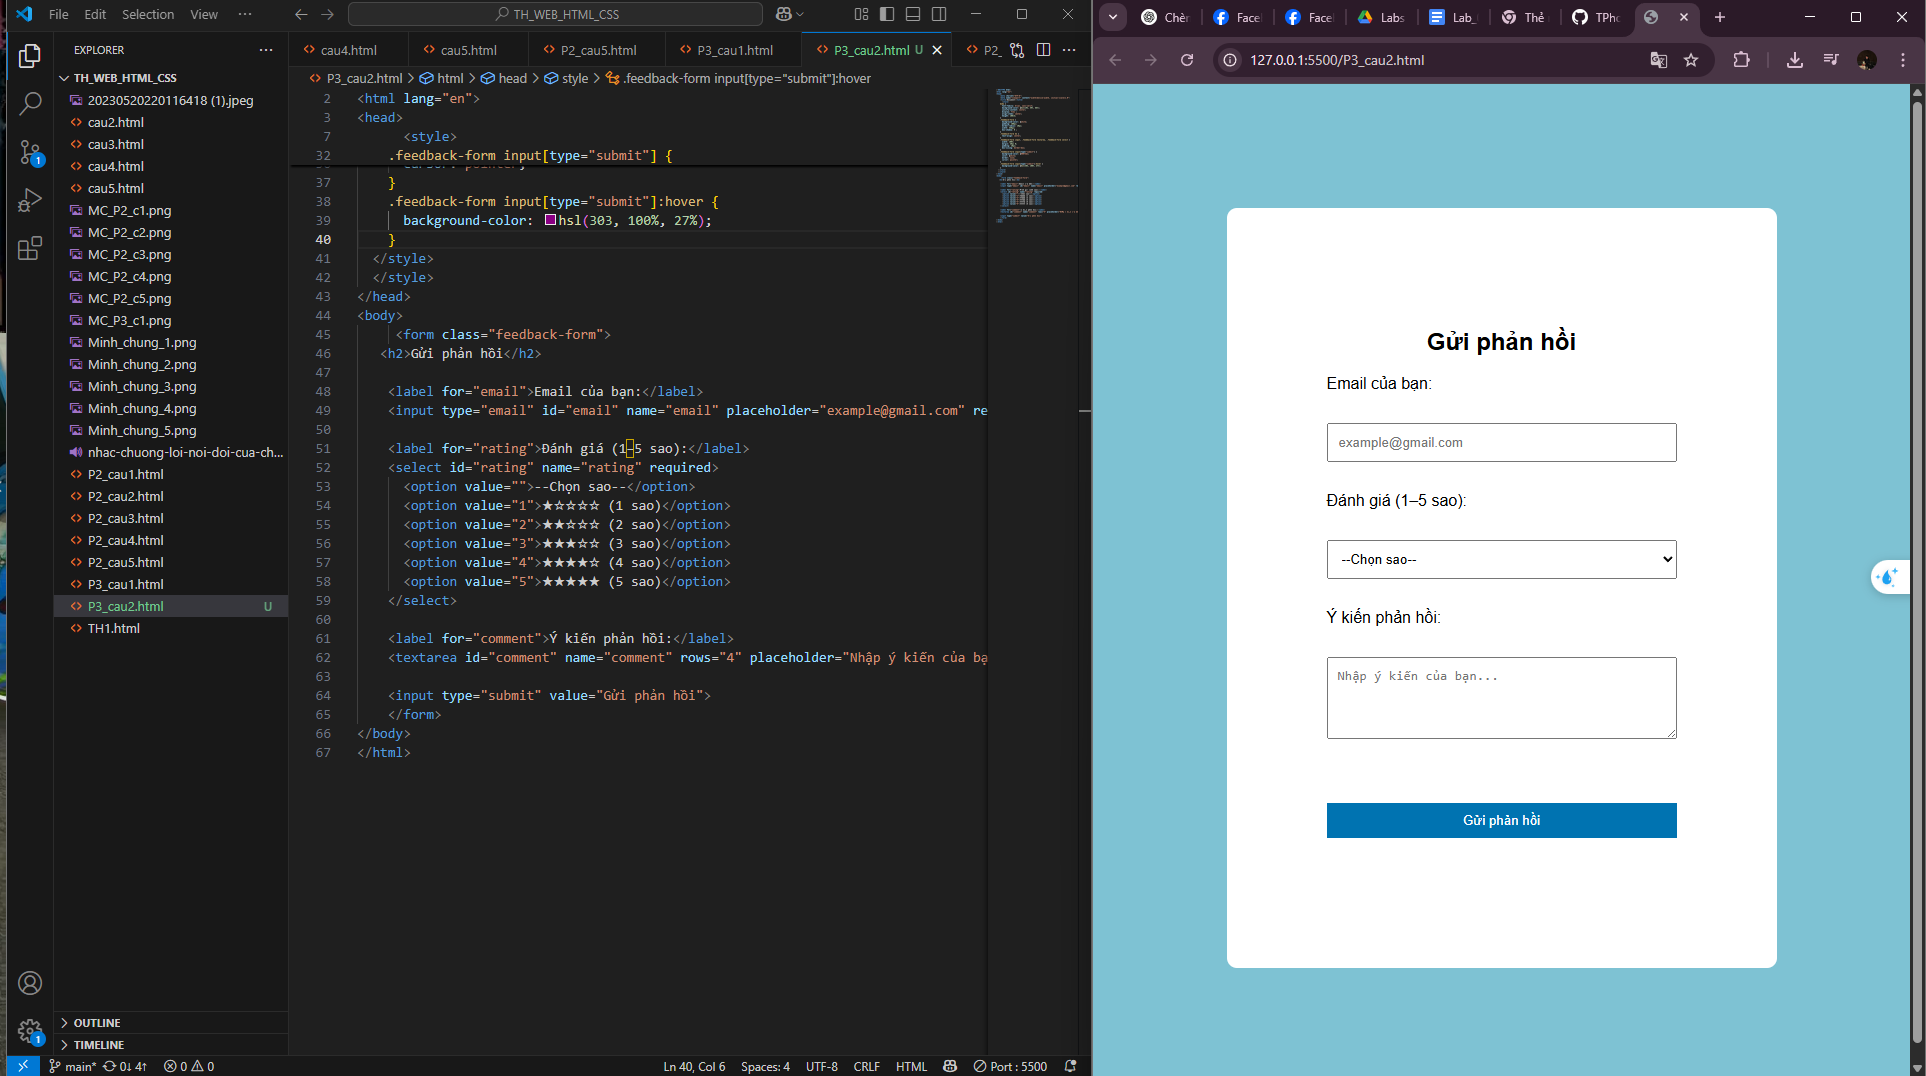 File Edit Selection View ··· TH_WEB_HTML_CSS
EXPLORER
TH_WEB_HTML_CSS
20230520220116418 (1).jpeg
cau2.html
cau3.html
cau4.html
cau5.html
MC_P2_c1.png
MC_P2_c2.png
MC_P2_c3.png
MC_P2_c4.png
MC_P2_c5.png
MC_P3_c1.png
Minh_chung_1.png
Minh_chung_2.png
Minh_chung_3.png
Minh_chung_4.png
Minh_chung_5.png
nhac-chuong-loi-noi-doi-cua-ch...
P2_cau1.html
P2_cau2.html
P2_cau3.html
P2_cau4.html
P2_cau5.html
P3_cau1.html
P3_cau2.html U
TH1.html
OUTLINE
TIMELINE
cau4.html cau5.html P2_cau5.html P3_cau1.html P3_cau2.html U P2_
P3_cau2.html > html > head > style > .feedback-form input[type="submit"]:hover
2 <html lang="en">
3 <head>
7 <style>
32 .feedback-form input[type="submit"] {
37 }
38 .feedback-form input[type="submit"]:hover {
39 background-color: hsl(303, 100%, 27%);
40 }
41 </style>
42 </style>
43 </head>
44 <body>
45 <form class="feedback-form">
46 <h2>Gửi phản hồi</h2>
47
48 <label for="email">Email của bạn:</label>
49 <input type="email" id="email" name="email" placeholder="example@gmail.com" re
50
51 <label for="rating">Đánh giá (1–5 sao):</label>
52 <select id="rating" name="rating" required>
53 <option value="">--Chọn sao--</option>
54 <option value="1">★☆☆☆☆ (1 sao)</option>
55 <option value="2">★★☆☆☆ (2 sao)</option>
56 <option value="3">★★★☆☆ (3 sao)</option>
57 <option value="4">★★★★☆ (4 sao)</option>
58 <option value="5">★★★★★ (5 sao)</option>
59 </select>
60
61 <label for="comment">Ý kiến phản hồi:</label>
62 <textarea id="comment" name="comment" rows="4" placeholder="Nhập ý kiến của bạ
63
64 <input type="submit" value="Gửi phản hồi">
65 </form>
66 </body>
67 </html>
1
1
main* 0↓ 4↑ 0 0 Ln 40, Col 6 Spaces: 4 UTF-8 CRLF HTML Port : 5500
Chèn Face Face Labs Lab_ Thẻ TPho
127.0.0.1:5500/P3_cau2.html
Gửi phản hồi
Email của bạn:
example@gmail.com
Đánh giá (1–5 sao):
--Chọn sao--
Ý kiến phản hồi:
Nhập ý kiến của bạn...
Gửi phản hồi